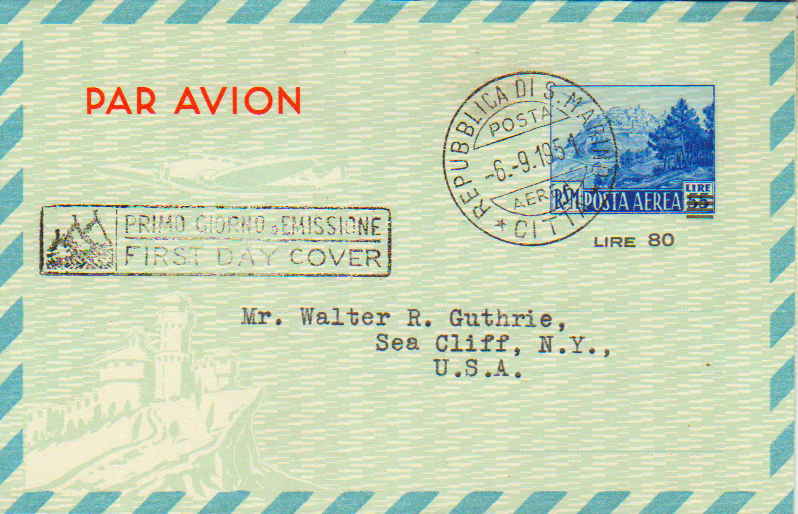 PAR AVION
REPUBBLICA DI S. MARINO
POSTA
-6.-9.1951
AEREA
* CITTA
R.S.M. POSTA AEREA LIRE 55
LIRE 80
PRIMO GIORNO D EMISSIONE
FIRST DAY COVER
Mr. Walter R. Guthrie,
Sea Cliff, N.Y.,
U.S.A.